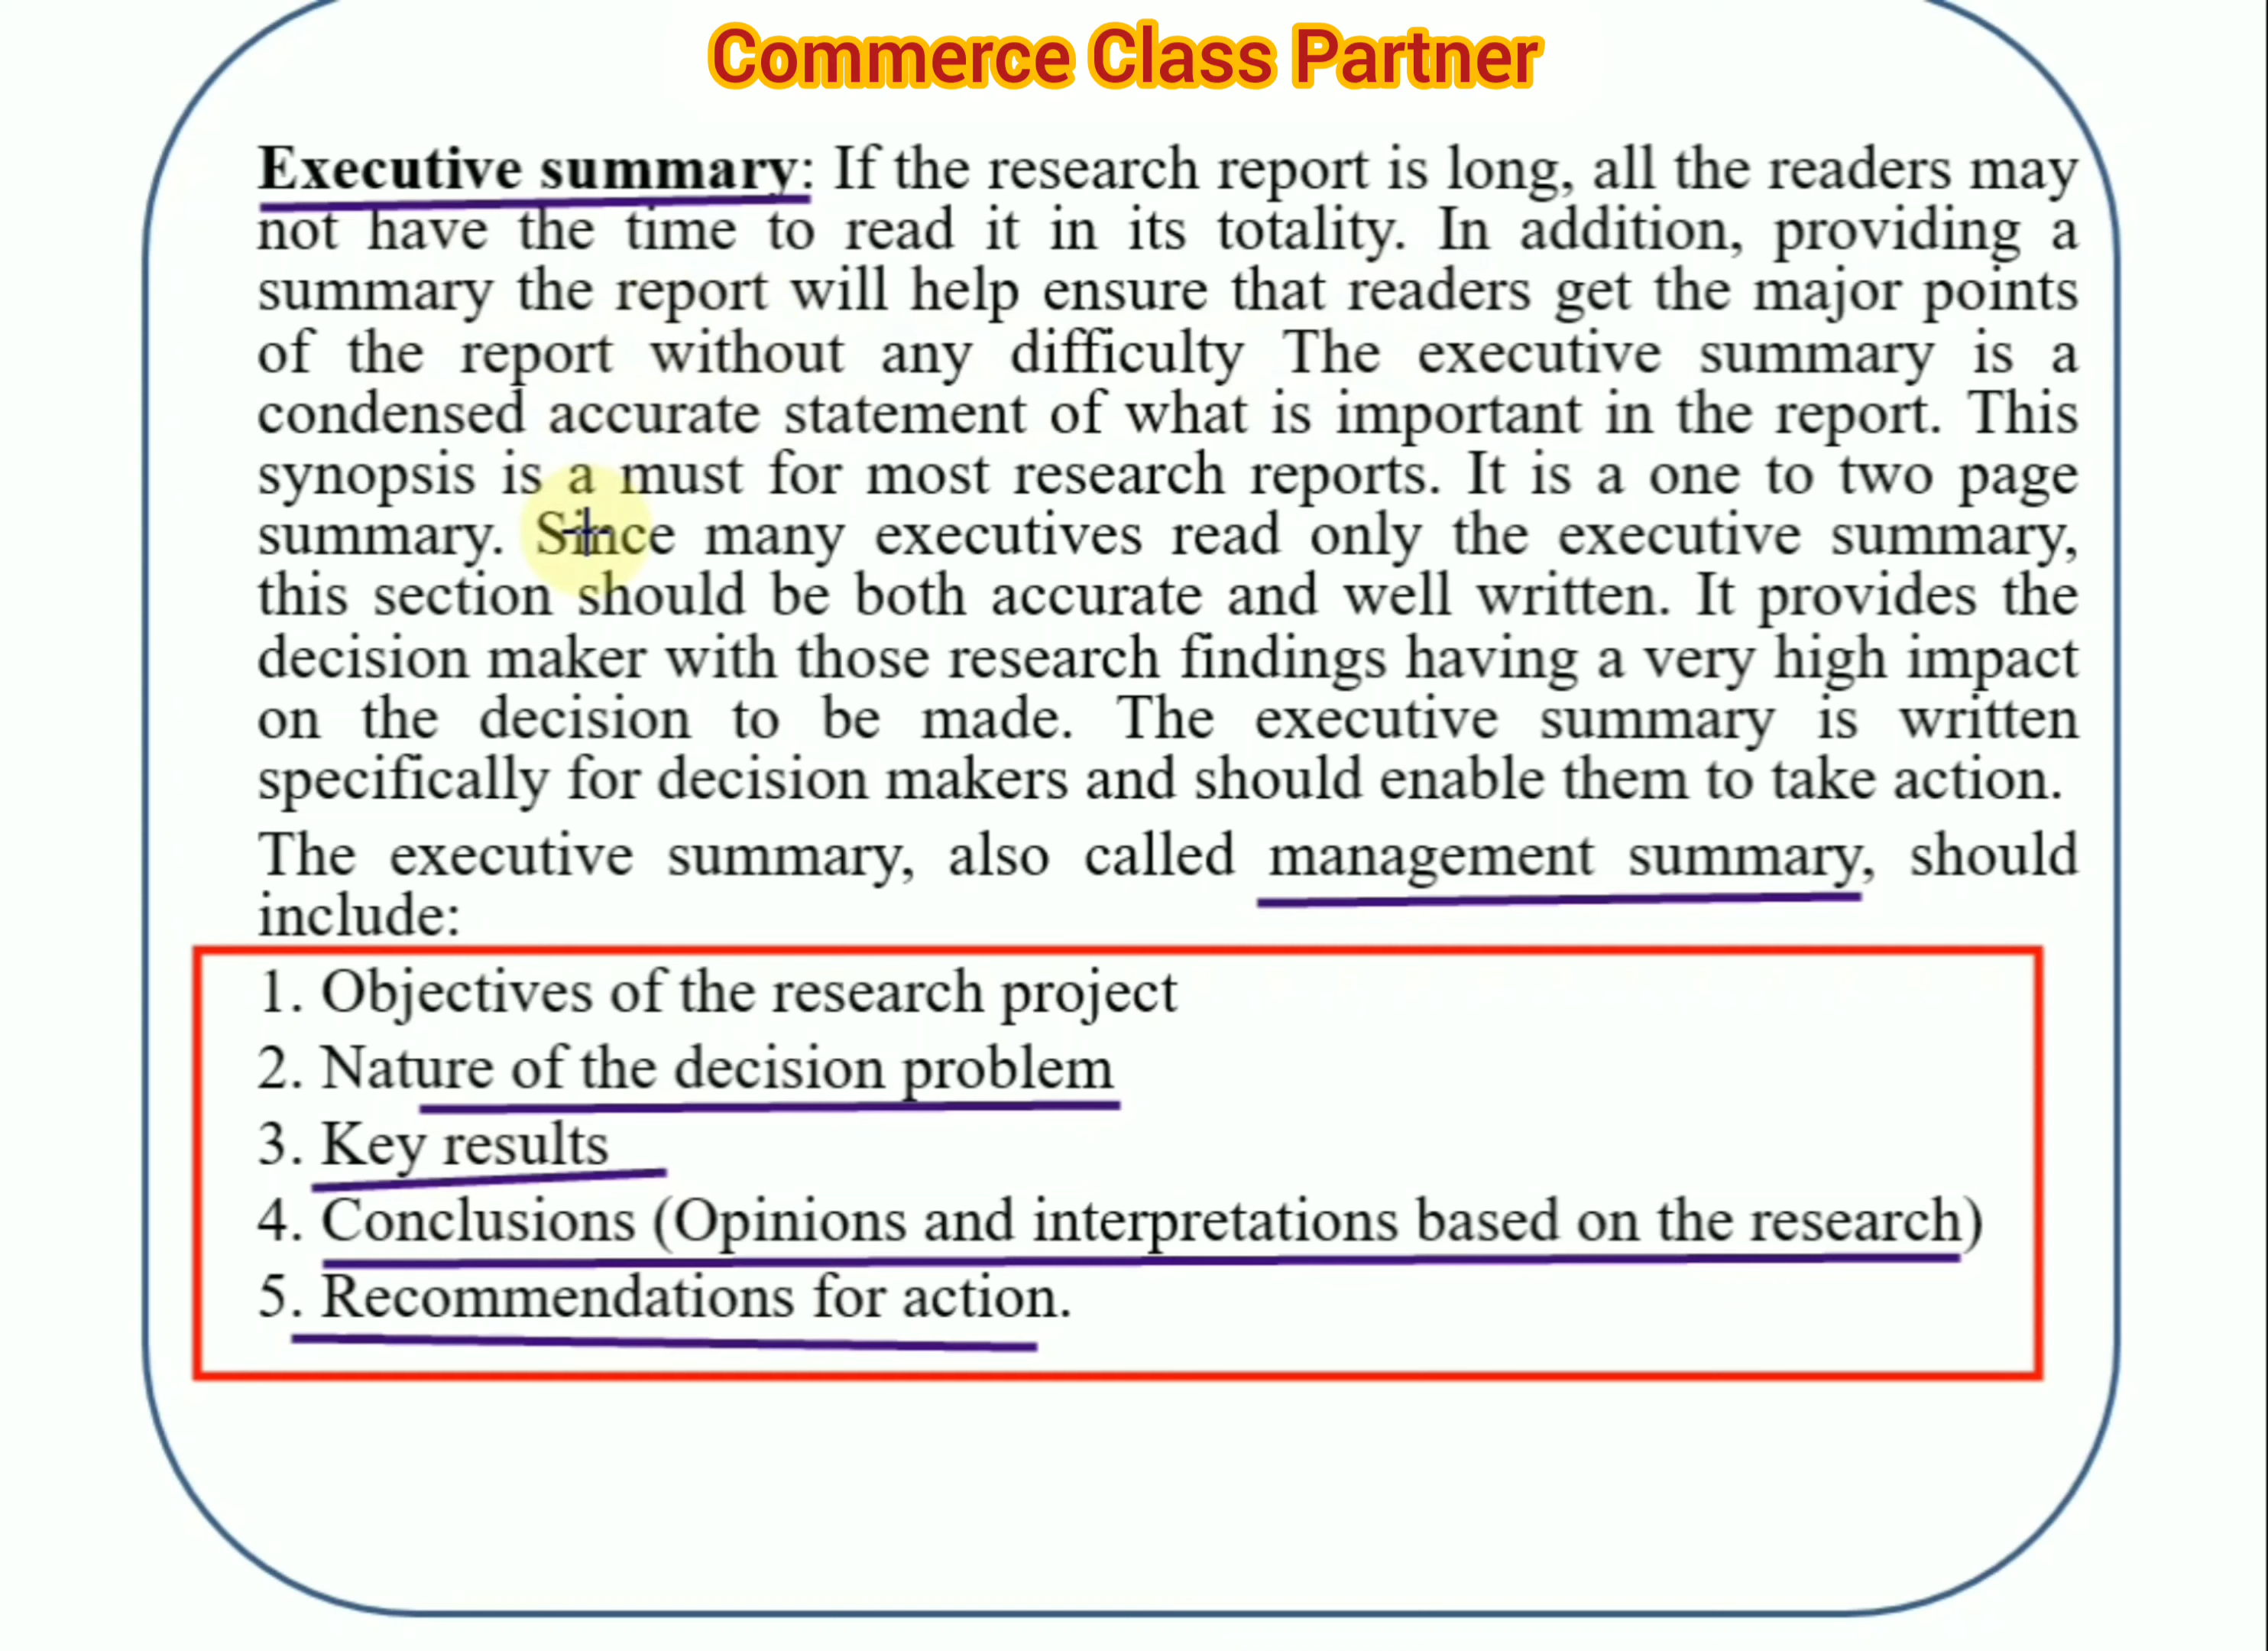 Commerce Class Partner
Executive summary: If the research report is long, all the readers may
not have the time to read it in its totality. In addition, providing a
summary the report will help ensure that readers get the major points
of the report without any difficulty The executive summary is a
condensed accurate statement of what is important in the report. This
synopsis is a must for most research reports. It is a one to two page
summary. Since many executives read only the executive summary,
this section should be both accurate and well written. It provides the
decision maker with those research findings having a very high impact
on the decision to be made. The executive summary is written
specifically for decision makers and should enable them to take action.
The executive summary, also called management summary, should
include:
1. Objectives of the research project
2. Nature of the decision problem
3. Key results
4. Conclusions (Opinions and interpretations based on the research)
5. Recommendations for action.